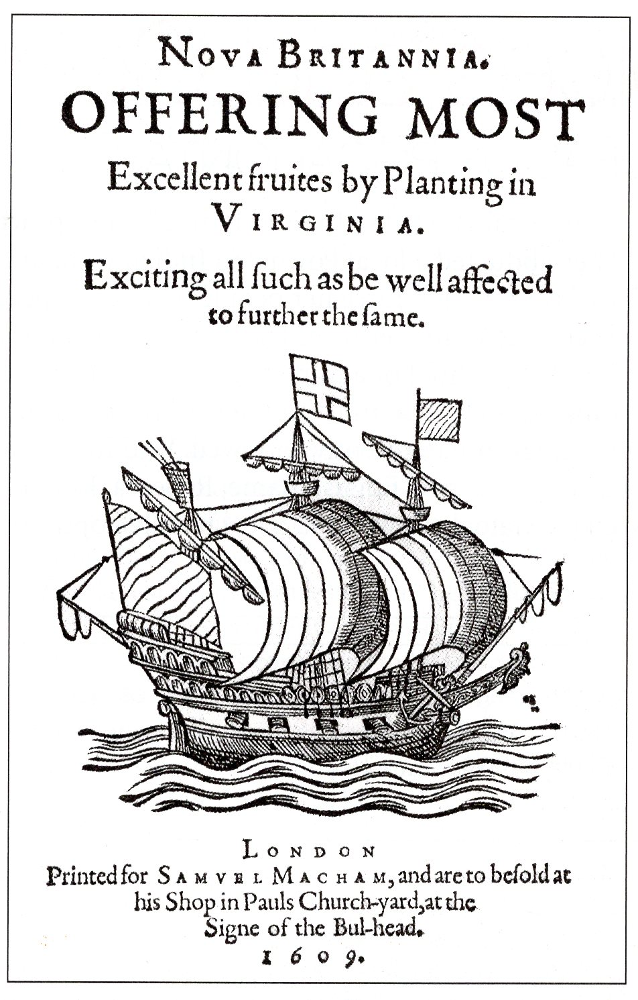 NOVA BRITANNIA.
OFFERING MOST
Excellent fruites by Planting in
VIRGINIA.
Exciting all ſuch as be well affected
to further the ſame.
LONDON
Printed for SAMVEL MACHAM, and are to be ſold at
his Shop in Pauls Church-yard, at the
Signe of the Bul-head.
1609.